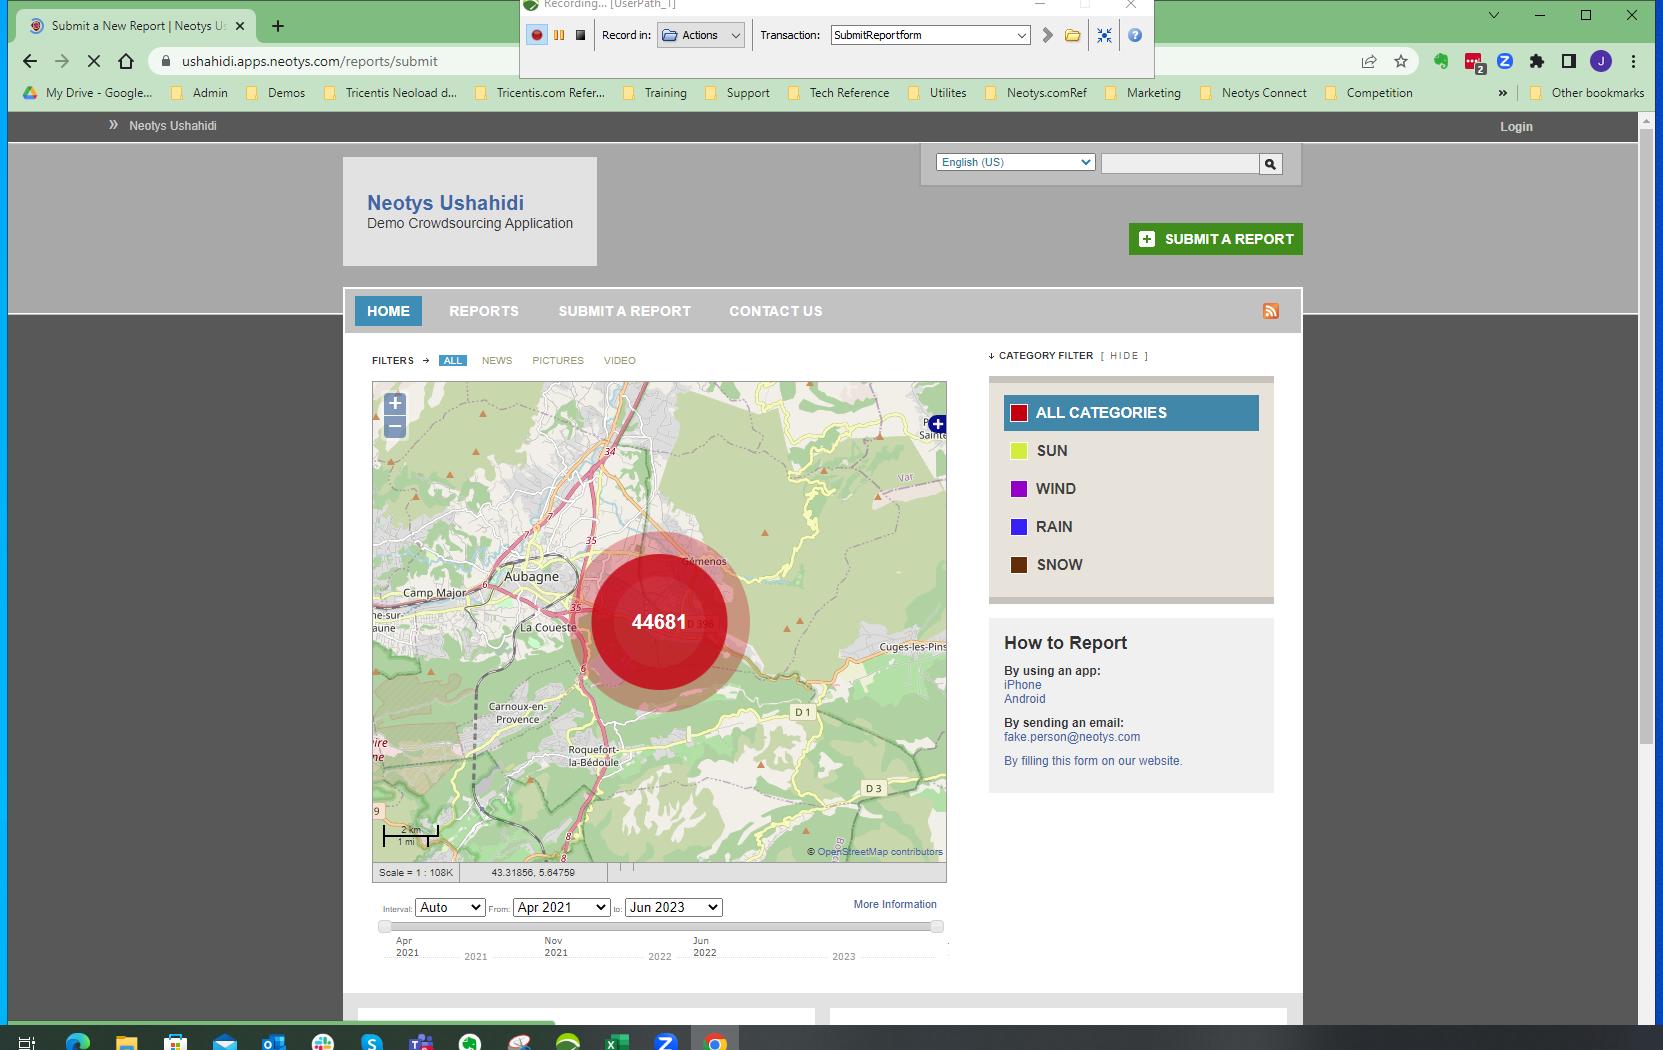 Recording... [UserPath_1]
Submit a New Report | Neotys Us
Record in: Actions Transaction: SubmitReportform
ushahidi.apps.neotys.com/reports/submit
2
J
My Drive - Google... Admin Demos Tricentis Neoload d... Tricentis.com Refer... Training Support Tech Reference Utilites Neotys.comRef Marketing Neotys Connect Competition » Other bookmarks
» Neotys Ushahidi
Login
English (US)
Neotys Ushahidi
Demo Crowdsourcing Application
SUBMIT A REPORT
HOME REPORTS SUBMIT A REPORT CONTACT US
FILTERS → ALL NEWS PICTURES VIDEO
↓ CATEGORY FILTER [ HIDE ]
ALL CATEGORIES
SUN
WIND
RAIN
SNOW
34
Sainte
Var
7
7
35
Gémenos
Aubagne
6
Camp Major
35
44681
D 396
La Coueste
Cuges-les-Pins
6
Carnoux-en-
Provence
D 1
Roquefort-
la-Bédoule
D 3
9
8
8
2 km
1 mi
© OpenStreetMap contributors
Scale = 1 : 108K 43.31856, 5.64759
How to Report
By using an app:
iPhone
Android
By sending an email:
fake.person@neotys.com
By filling this form on our website.
Interval: Auto From: Apr 2021 to: Jun 2023
More Information
Apr
2021
Nov
2021
Jun
2022
2021 2022 2023